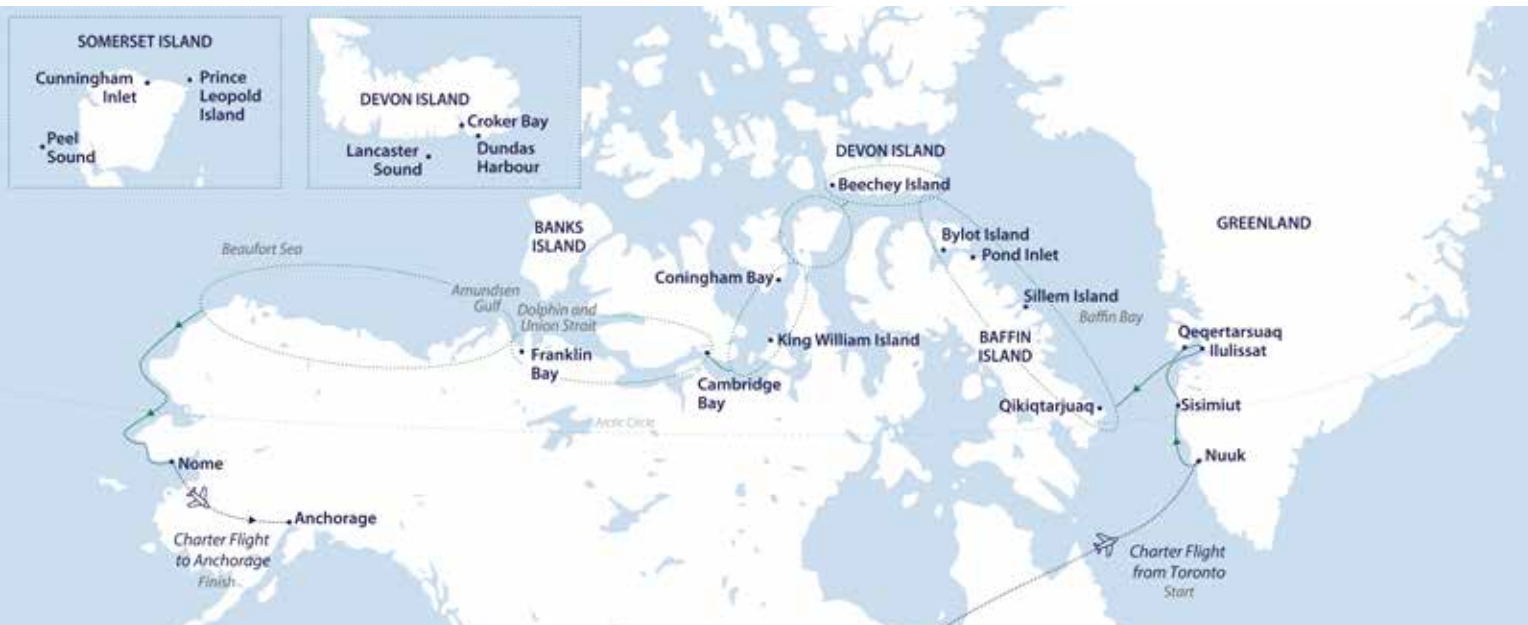 SOMERSET ISLAND
Cunningham
Inlet
Prince
Leopold
Island
Peel
Sound
DEVON ISLAND
Croker Bay
Lancaster
Sound
Dundas
Harbour
DEVON ISLAND
Beechey Island
BANKS
ISLAND
GREENLAND
Beaufort Sea
Bylot Island
Pond Inlet
Coningham Bay
Amundsen
Gulf
Dolphin and
Union Strait
Sillem Island
Baffin Bay
BAFFIN
ISLAND
King William Island
Qeqertarsuaq
Ilulissat
Franklin
Bay
Cambridge
Bay
Qikiqtarjuaq
Sisimiut
Arctic Circle
Nome
Nuuk
Anchorage
Charter Flight
to Anchorage
Finish
Charter Flight
from Toronto
Start